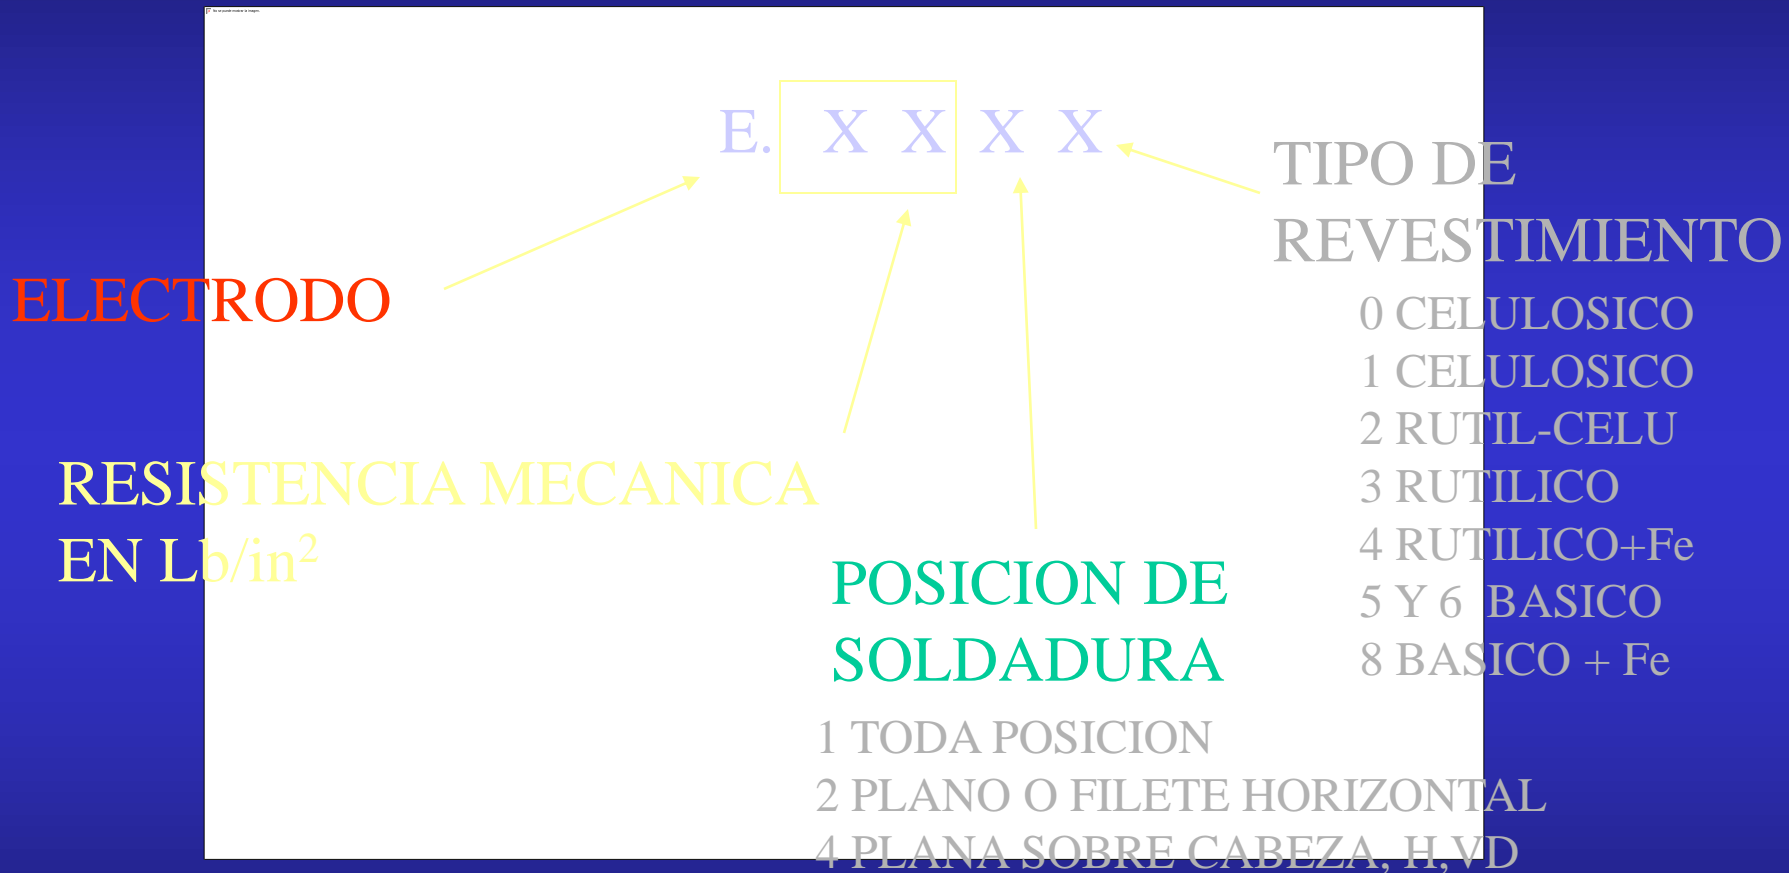 E. X X X X
TIPO DE
REVESTIMIENTO
0 CELULOSICO
1 CELULOSICO
2 RUTIL-CELU
3 RUTILICO
4 RUTILICO+Fe
5 Y 6 BASICO
8 BASICO + Fe
ELECTRODO
RESISTENCIA MECANICA
EN Lb/in²
POSICION DE
SOLDADURA
1 TODA POSICION
2 PLANO O FILETE HORIZONTAL
4 PLANA SOBRE CABEZA, H,VD